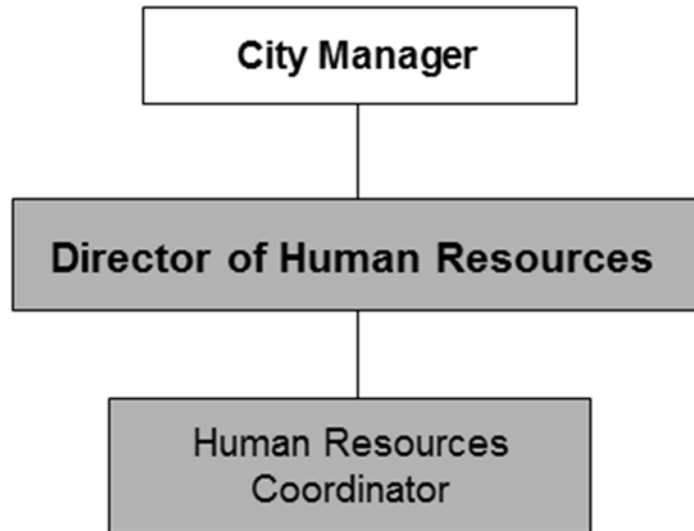 City Manager
Director of Human Resources
Human Resources
Coordinator